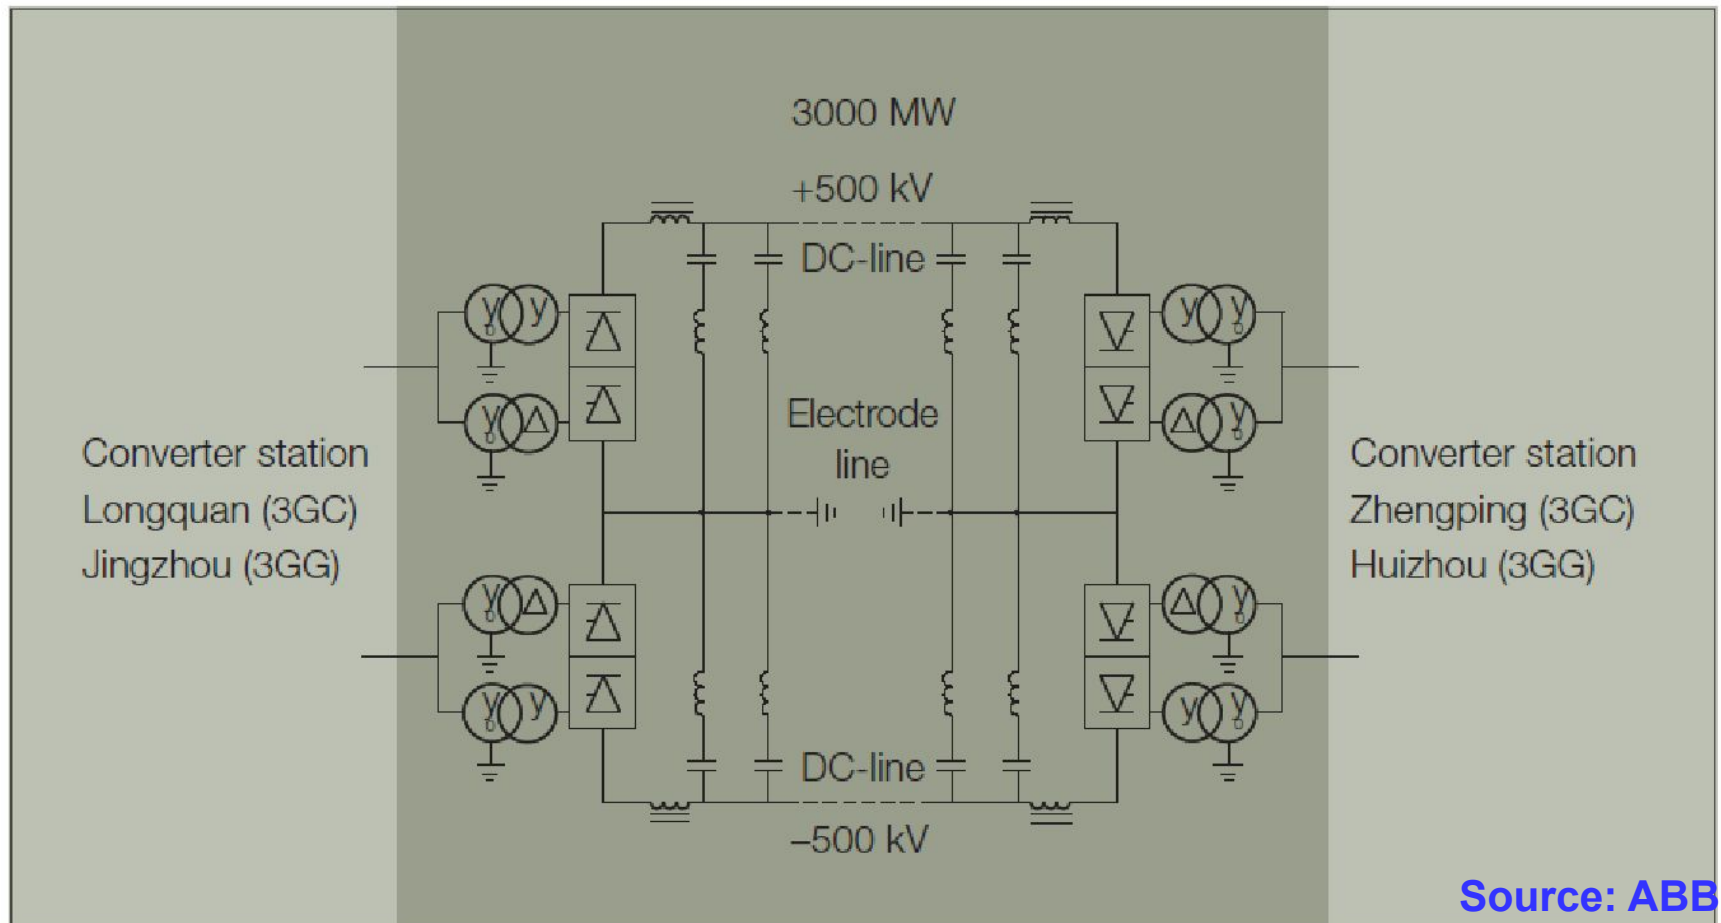 3000 MW
+500 kV
DC-line
y y
o
y Δ
o
y y
o
Δ y
o
Electrode
line
Converter station
Longquan (3GC)
Jingzhou (3GG)
Converter station
Zhengping (3GC)
Huizhou (3GG)
y Δ
o
y y
o
Δ y
o
y y
o
DC-line
–500 kV
Source: ABB